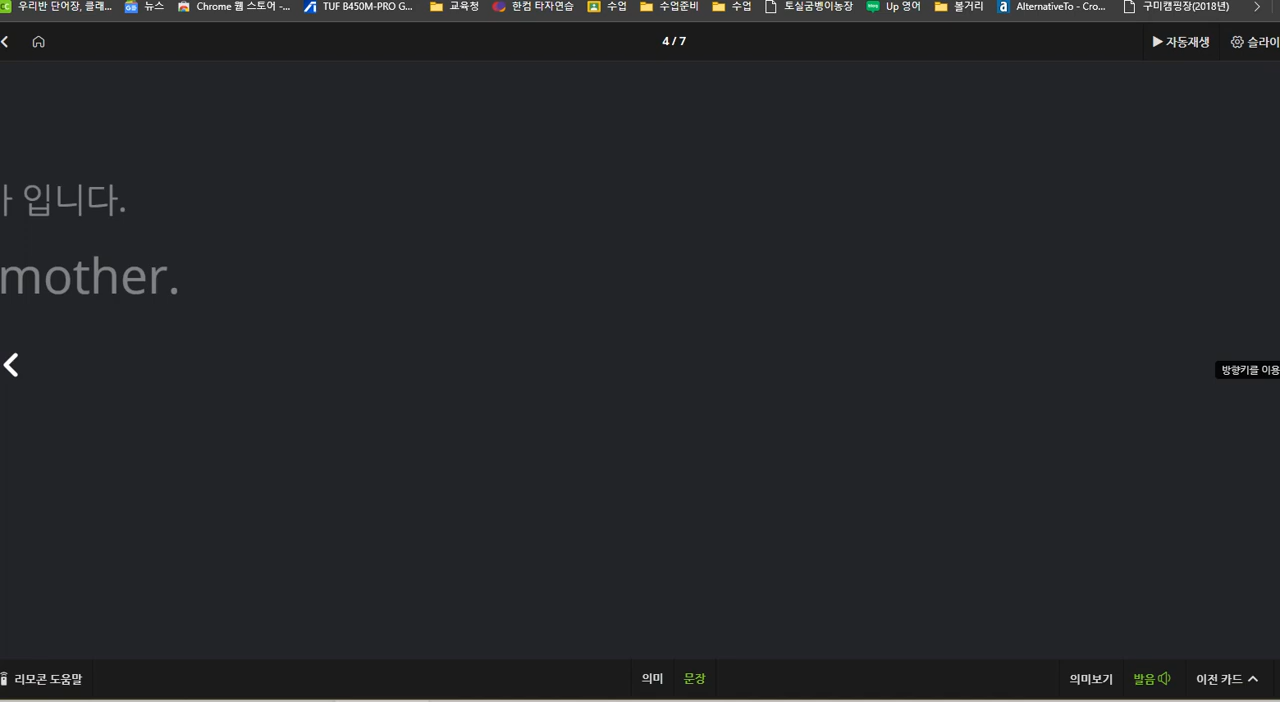 우리반 단어장, 클래... 뉴스 Chrome 웹 스토어 -... TUF B450M-PRO G... 교육청 한컴 타자연습 수업 수업준비 수업 토실굼벵이농장 Up 영어 볼거리 AlternativeTo - Cro... 구미캠핑장(2018년)
4 / 7 자동재생 슬라이
입니다.
mother.
방향키를 이용
리모콘 도움말 의미 문장 의미보기 발음 이전 카드